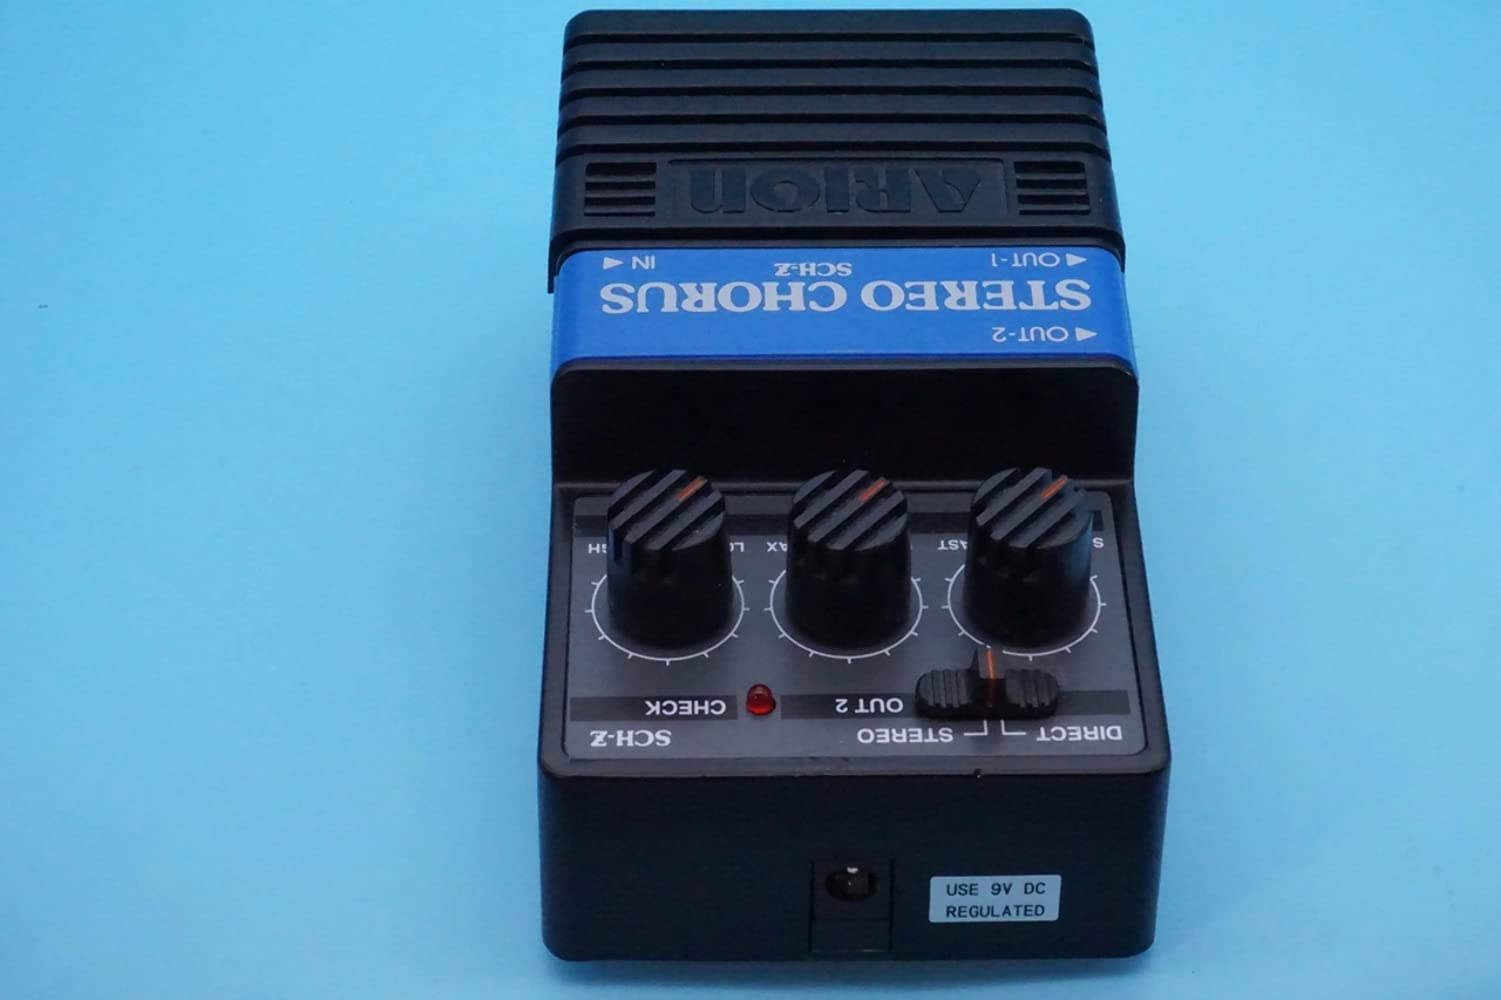 ARION
IN
OUT-1
SCH-Z
STEREO CHORUS
OUT-2
CHECK
OUT 2
SCH-Z
STEREO
DIRECT
USE 9V DC
REGULATED